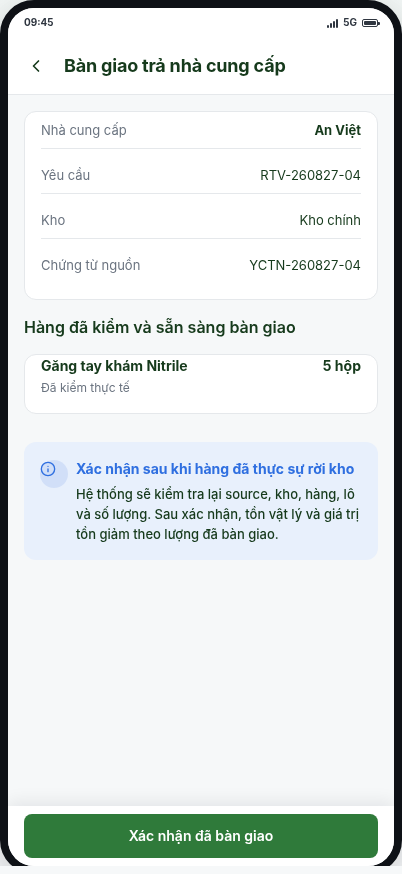 09:45
5G
Bàn giao trả nhà cung cấp
Nhà cung cấp An Việt
Yêu cầu RTV-260827-04
Kho Kho chính
Chứng từ nguồn YCTN-260827-04
Hàng đã kiểm và sẵn sàng bàn giao
Găng tay khám Nitrile 5 hộp
Đã kiểm thực tế
Xác nhận sau khi hàng đã thực sự rời kho
Hệ thống sẽ kiểm tra lại source, kho, hàng, lô
và số lượng. Sau xác nhận, tồn vật lý và giá trị
tồn giảm theo lượng đã bàn giao.
Xác nhận đã bàn giao